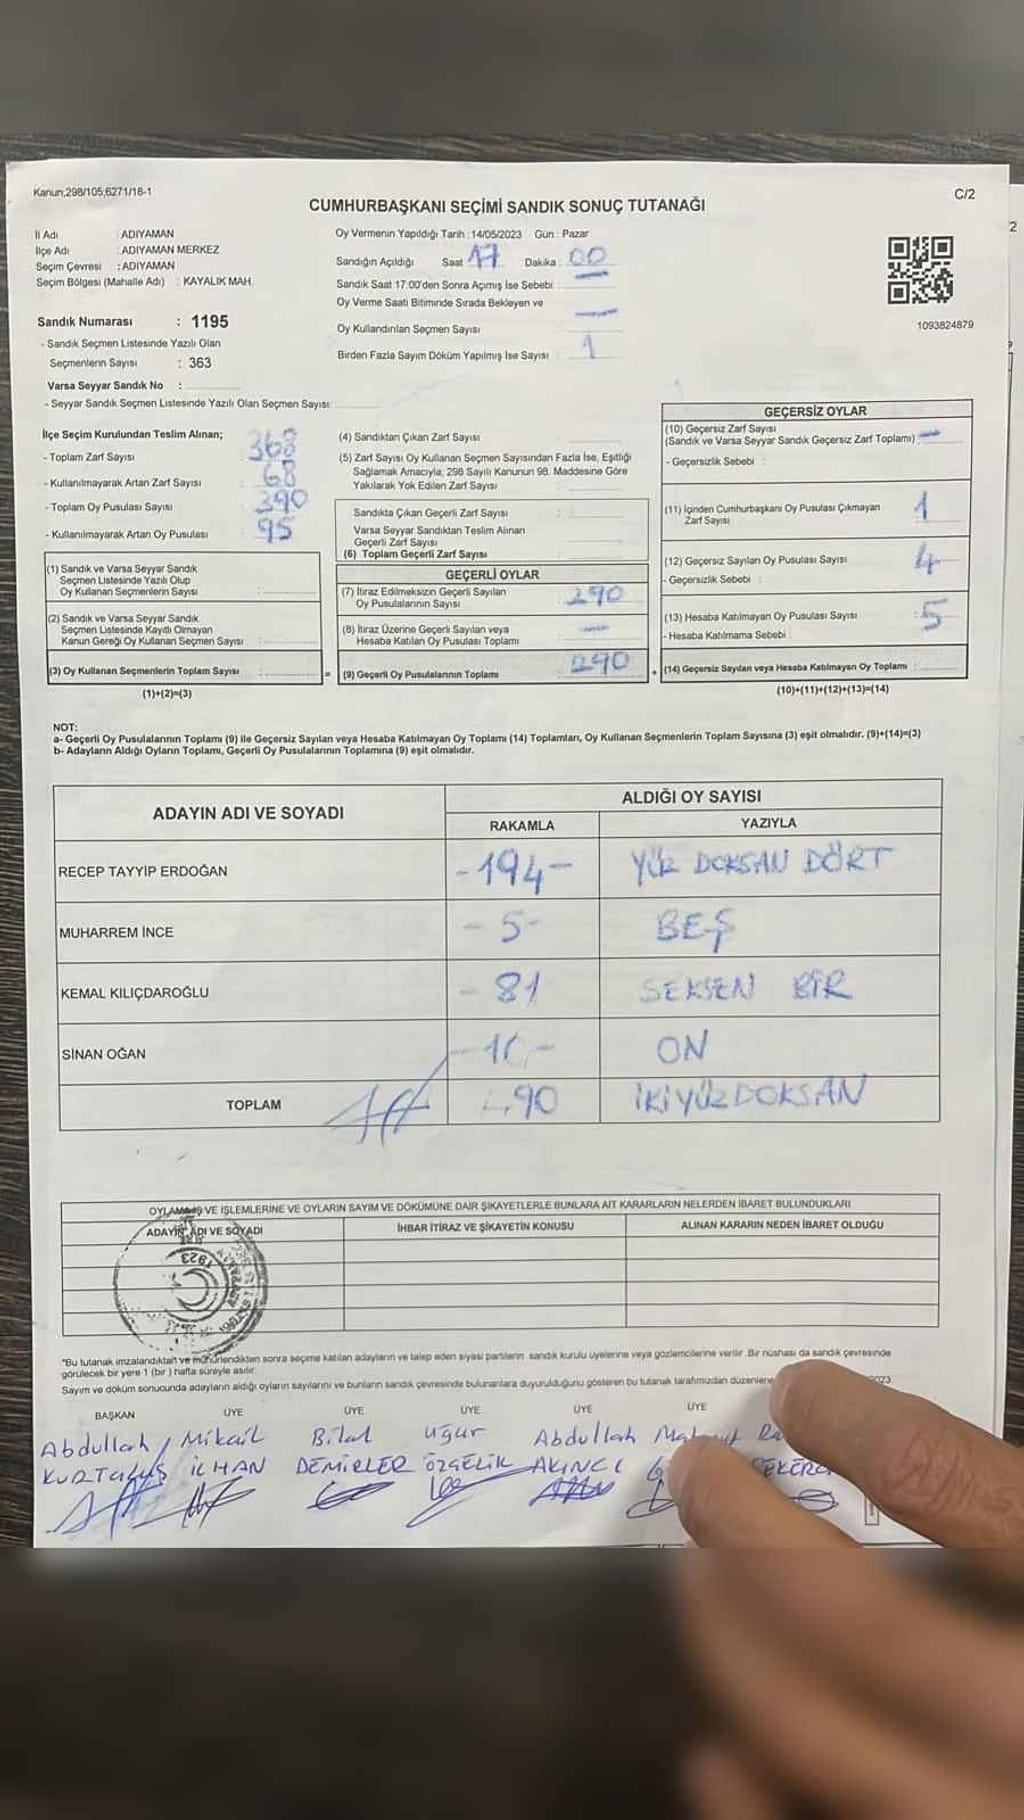 Kanun,298/105,6271/18-1
C/2
CUMHURBAŞKANI SEÇİMİ SANDIK SONUÇ TUTANAĞI
İl Adı ADIYAMAN
İlçe Adı : ADIYAMAN MERKEZ
Seçim Çevresi : ADIYAMAN
Seçim Bölgesi (Mahalle Adı) : KAYALIK MAH.
Sandık Numarası : 1195
- Sandık Seçmen Listesinde Yazılı Olan
Seçmenlerin Sayısı : 363
Varsa Seyyar Sandık No :
- Seyyar Sandık Seçmen Listesinde Yazılı Olan Seçmen Sayısı:
Oy Vermenin Yapıldığı Tarih : 14/05/2023 Gün : Pazar
Sandığın Açıldığı Saat 17 Dakika : 00
Sandık Saat 17:00'den Sonra Açımış İse Sebebi : -
Oy Verme Saati Bitiminde Sırada Bekleyen ve
Oy Kullandırılan Seçmen Sayısı -
Birden Fazla Sayım Döküm Yapılmış İse Sayısı 1
1093824879
İlçe Seçim Kurulundan Teslim Alınan;
- Toplam Zarf Sayısı 368
- Kullanılmayarak Artan Zarf Sayısı 68
- Toplam Oy Pusulası Sayısı 390
- Kullanılmayarak Artan Oy Pusulası 95
(1) Sandık ve Varsa Seyyar Sandık
Seçmen Listesinde Yazılı Olup
Oy Kullanan Seçmenlerin Sayısı :
(2) Sandık ve Varsa Seyyar Sandık
Seçmen Listesinde Kayıtlı Olmayan
Kanun Gereği Oy Kullanan Seçmen Sayısı
(3) Oy Kullanan Seçmenlerin Toplam Sayısı =
(1)+(2)=(3)
(4) Sandıktan Çıkan Zarf Sayısı
(5) Zarf Sayısı Oy Kullanan Seçmen Sayısından Fazla İse, Eşitliği
Sağlamak Amacıyla, 298 Sayılı Kanunun 98. Maddesine Göre
Yakılarak Yok Edilen Zarf Sayısı
Sandıkta Çıkan Geçerli Zarf Sayısı :
Varsa Seyyar Sandıktan Teslim Alınan
Geçerli Zarf Sayısı
(6) Toplam Geçerli Zarf Sayısı
GEÇERLİ OYLAR
(7) İtiraz Edilmeksizin Geçerli Sayılan
Oy Pusulalarının Sayısı : 290
(8) İtiraz Üzerine Geçerli Sayılan veya
Hesaba Katılan Oy Pusulası Toplamı -
(9) Geçerli Oy Pusulalarının Toplamı 290 +
GEÇERSİZ OYLAR
(10) Geçersiz Zarf Sayısı
(Sandık ve Varsa Seyyar Sandık Geçersiz Zarf Toplamı) -
- Geçersizlik Sebebi :
(11) İçinden Cumhurbaşkanı Oy Pusulası Çıkmayan
Zarf Sayısı 1
(12) Geçersiz Sayılan Oy Pusulası Sayısı 4
- Geçersizlik Sebebi :
(13) Hesaba Katılmayan Oy Pusulası Sayısı 5
- Hesaba Katılmama Sebebi :
(14) Geçersiz Sayılan veya Hesaba Katılmayan Oy Toplamı :
(10)+(11)+(12)+(13)=(14)
NOT:
a- Geçerli Oy Pusulalarının Toplamı (9) ile Geçersiz Sayılan veya Hesaba Katılmayan Oy Toplamı (14) Toplamları, Oy Kullanan Seçmenlerin Toplam Sayısına (3) eşit olmalıdır. (9)+(14)=(3)
b- Adayların Aldığı Oyların Toplamı, Geçerli Oy Pusulalarının Toplamına (9) eşit olmalıdır.
ADAYIN ADI VE SOYADI
ALDIĞI OY SAYISI
RAKAMLA YAZIYLA
RECEP TAYYİP ERDOĞAN -194- YÜZ DOKSAN DÖRT
MUHARREM İNCE - 5 - BEŞ
KEMAL KILIÇDAROĞLU - 81 SEKSEN BİR
SİNAN OĞAN -10- ON
TOPLAM 290 İKİYÜZDOKSAN
OYLAMA İŞ VE İŞLEMLERİNE VE OYLARIN SAYIM VE DÖKÜMÜNE DAİR ŞİKAYETLERLE BUNLARA AİT KARARLARIN NELERDEN İBARET BULUNDUKLARI
ADAYIN ADI VE SOYADI İHBAR İTİRAZ VE ŞİKAYETİN KONUSU ALINAN KARARIN NEDEN İBARET OLDUĞU
1923
*Bu tutanak imzalandıktan ve mühürlendikten sonra seçime katılan adayların ve talep eden siyasi partilerin sandık kurulu üyelerine veya gözlemcilerine verilir. Bir nüshası da sandık çevresinde
görülecek bir yere 1 (bir) hafta süreyle asılır.
Sayım ve döküm sonucunda adayların aldığı oyların sayılarını ve bunların sandık çevresinde bulunanlara duyurulduğunu gösteren bu tutanak tarafımızdan düzenlene 2023
BAŞKAN ÜYE ÜYE ÜYE ÜYE ÜYE
Abdullah Mikail Bilal Uğur Abdullah
KURTULUŞ İLHAN DEMİRLER ÖZÇELİK AKINCI